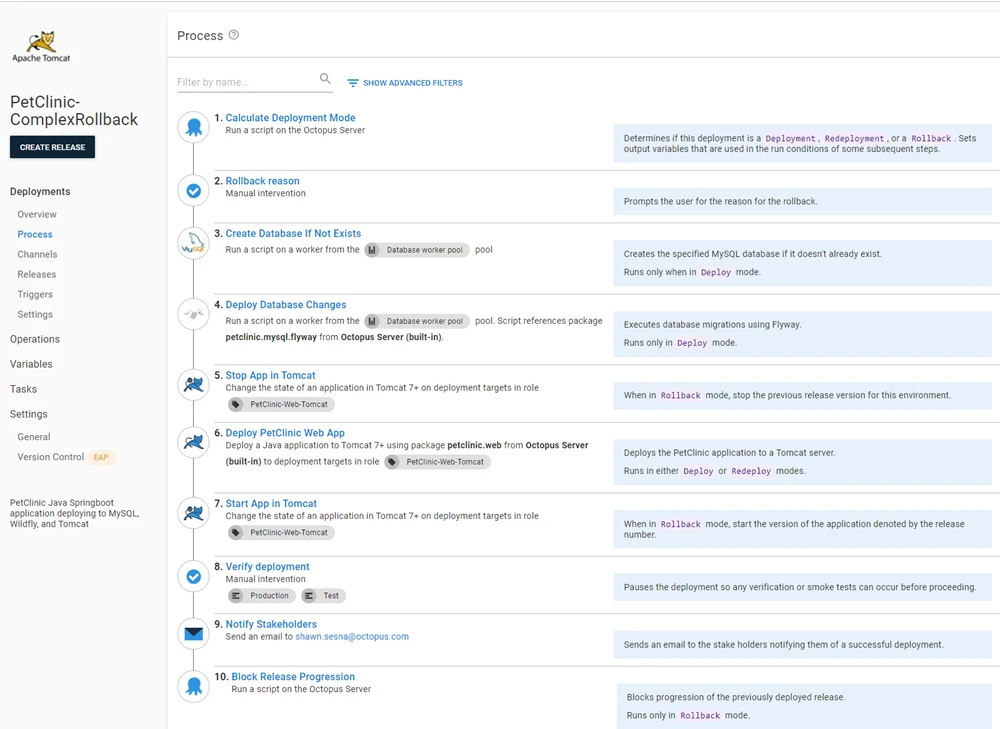 Apache Tomcat
PetClinic-
ComplexRollback
CREATE RELEASE
Deployments
Overview
Process
Channels
Releases
Triggers
Settings
Operations
Variables
Tasks
Settings
General
Version Control EAP
PetClinic Java Springboot
application deploying to MySQL,
Wildfly, and Tomcat
Process
Filter by name...
SHOW ADVANCED FILTERS
1. Calculate Deployment Mode
Run a script on the Octopus Server
Determines if this deployment is a Deployment, Redeployment, or a Rollback. Sets
output variables that are used in the run conditions of some subsequent steps.
2. Rollback reason
Manual intervention
Prompts the user for the reason for the rollback.
MySQL
3. Create Database If Not Exists
Run a script on a worker from the Database worker pool pool
Creates the specified MySQL database if it doesn't already exist.
Runs only when in Deploy mode.
4. Deploy Database Changes
Run a script on a worker from the Database worker pool pool. Script references package
petclinic.mysql.flyway from Octopus Server (built-in).
Executes database migrations using Flyway.
Runs only in Deploy mode.
5. Stop App in Tomcat
Change the state of an application in Tomcat 7+ on deployment targets in role
PetClinic-Web-Tomcat
When in Rollback mode, stop the previous release version for this environment.
6. Deploy PetClinic Web App
Deploy a Java application to Tomcat 7+ using package petclinic.web from Octopus Server
(built-in) to deployment targets in role PetClinic-Web-Tomcat
Deploys the PetClinic application to a Tomcat server.
Runs in either Deploy or Redeploy modes.
7. Start App in Tomcat
Change the state of an application in Tomcat 7+ on deployment targets in role
PetClinic-Web-Tomcat
When in Rollback mode, start the version of the application denoted by the release
number.
8. Verify deployment
Manual intervention
Production Test
Pauses the deployment so any verification or smoke tests can occur before proceeding.
9. Notify Stakeholders
Send an email to shawn.sesna@octopus.com
Sends an email to the stake holders notifying them of a successful deployment.
10. Block Release Progression
Run a script on the Octopus Server
Blocks progression of the previously deployed release.
Runs only in Rollback mode.